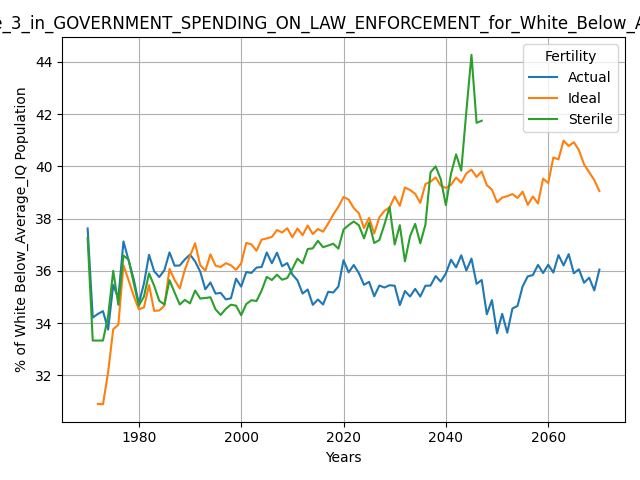 e_3_in_GOVERNMENT_SPENDING_ON_LAW_ENFORCEMENT_for_White_Below_A
Fertility
Actual
Ideal
Sterile
% of White Below_Average_IQ Population
44
42
40
38
36
34
32
1980
2000
2020
2040
2060
Years